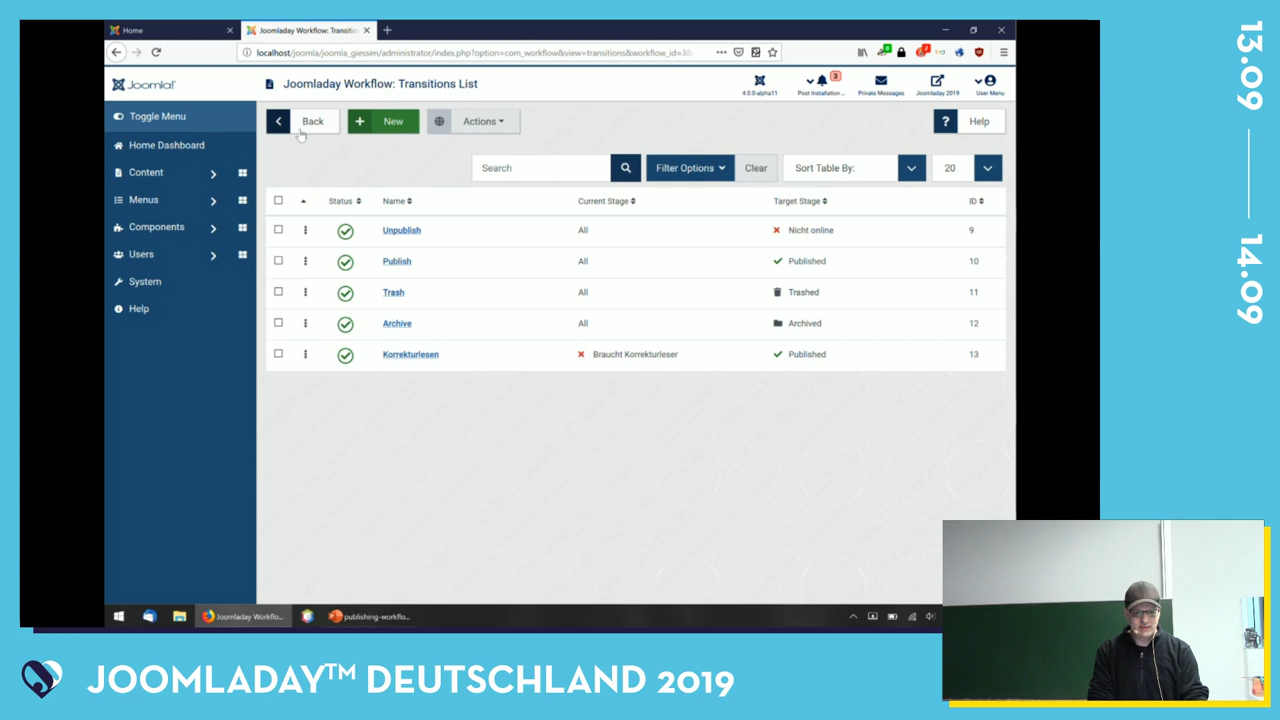 Home
Joomladay Workflow: Transitio
localhost/joomla/joomla_giessen/administrator/index.php?option=com_workflow&view=transitions&workflow_id=3&
Joomla!
Joomladay Workflow: Transitions List
4.0.0-alpha11
3
Post Installation ...
Private Messages
Joomladay 2019
User Menu
Toggle Menu
Back
New
Actions
? Help
Home Dashboard
Content
Menus
Components
Users
System
Help
Search
Filter Options
Clear
Sort Table By:
20
Status
Name
Current Stage
Target Stage
ID
Unpublish All Nicht online 9
Publish All Published 10
Trash All Trashed 11
Archive All Archived 12
Korrekturlesen Braucht Korrekturleser Published 13
Joomladay Workflo...
publishing-workflo...
13.09
14.09
JOOMLADAY™ DEUTSCHLAND 2019